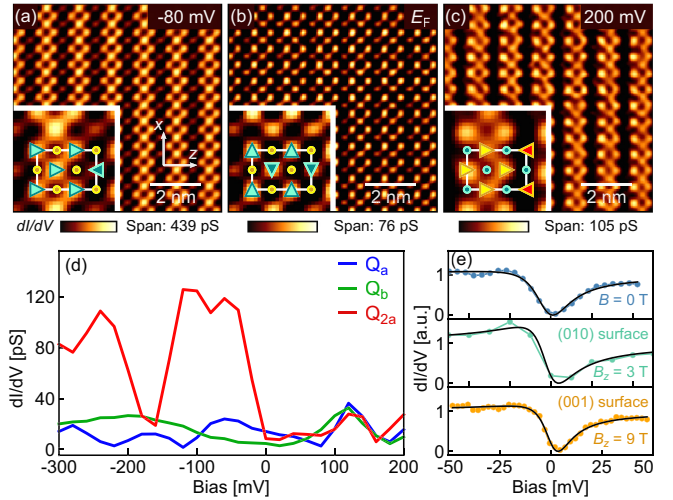 (a) -80 mV
(b) E_F
(c) 200 mV
x
z
2 nm
2 nm
2 nm
dI/dV Span: 439 pS
Span: 76 pS
Span: 105 pS
(d)
Q_a
Q_b
Q_2a
dI/dV [pS]
120
80
40
0
-300 -200 -100 0 100 200
Bias [mV]
(e)
dI/dV [a.u.]
1
0
B = 0 T
1
0
(010) surface
B_z = 3 T
1
0
(001) surface
B_z = 9 T
-50 -25 0 25 50
Bias [mV]